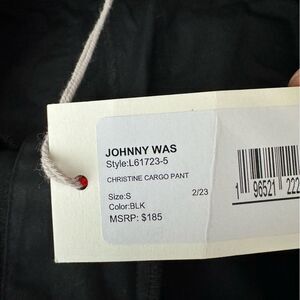 JOHNNY WAS
Style:L61723-5
CHRISTINE CARGO PANT
Size:S 2/23
Color:BLK
MSRP: $185
1 96521 222